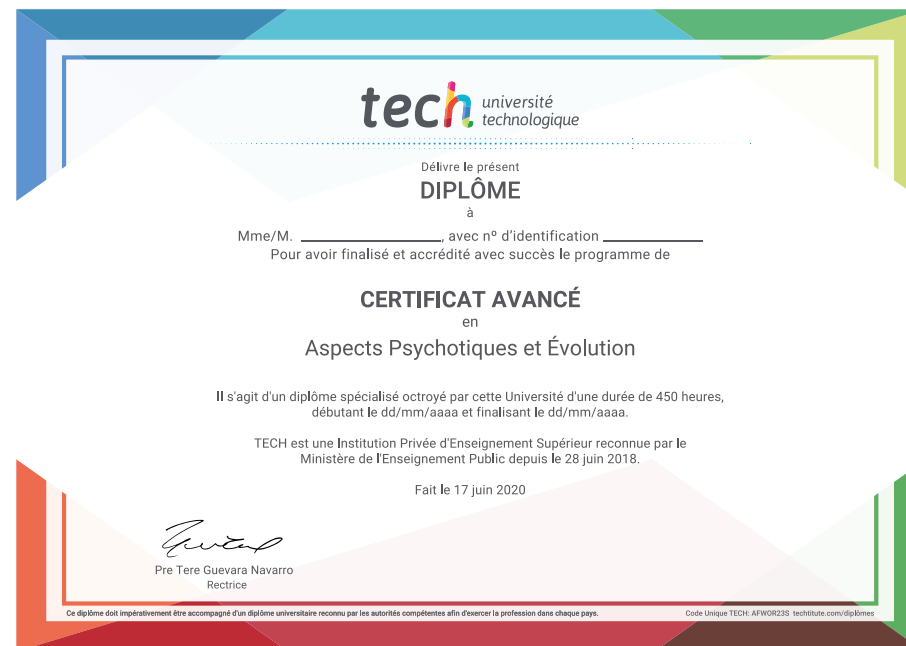 tech université
technologique
Délivre le présent
DIPLÔME
à
Mme/M. ____________________, avec nº d'identification ______________
Pour avoir finalisé et accrédité avec succès le programme de
CERTIFICAT AVANCÉ
en
Aspects Psychotiques et Évolution
Il s'agit d'un diplôme spécialisé octroyé par cette Université d'une durée de 450 heures,
débutant le dd/mm/aaaa et finalisant le dd/mm/aaaa.
TECH est une Institution Privée d'Enseignement Supérieur reconnue par le
Ministère de l'Enseignement Public depuis le 28 juin 2018.
Fait le 17 juin 2020
Pre Tere Guevara Navarro
Rectrice
Ce diplôme doit impérativement être accompagné d'un diplôme universitaire reconnu par les autorités compétentes afin d'exercer la profession dans chaque pays.
Code Unique TECH: AFWOR23S techtitute.com/diplômes